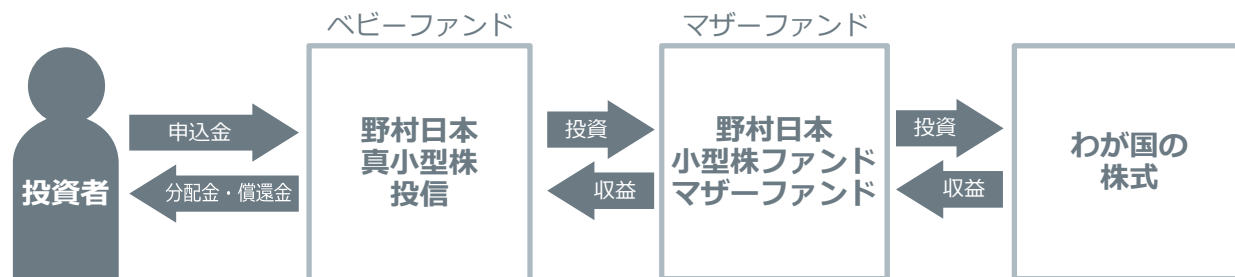 ベビーファンド
マザーファンド
投資者
申込金
分配金・償還金
野村日本
真小型株
投信
投資
収益
野村日本
小型株ファンド
マザーファンド
投資
収益
わが国の
株式